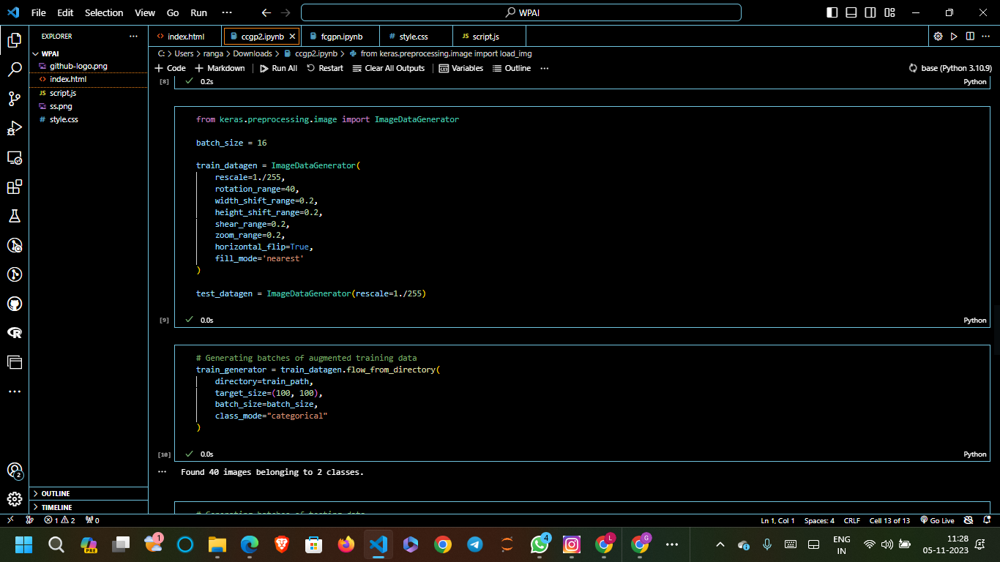 File Edit Selection View Go Run ··· WPAI
EXPLORER ···
WPAI
github-logo.png
index.html
script.js
ss.png
style.css
OUTLINE
TIMELINE
index.html ccgp2.ipynb fcgpn.ipynb style.css script.js
C: > Users > ranga > Downloads > ccgp2.ipynb > from keras.preprocessing.image import load_img
+ Code + Markdown Run All Restart Clear All Outputs Variables Outline ··· base (Python 3.10.9)
[8] 0.2s Python
from keras.preprocessing.image import ImageDataGenerator
batch_size = 16
train_datagen = ImageDataGenerator(
rescale=1./255,
rotation_range=40,
width_shift_range=0.2,
height_shift_range=0.2,
shear_range=0.2,
zoom_range=0.2,
horizontal_flip=True,
fill_mode='nearest'
)
test_datagen = ImageDataGenerator(rescale=1./255)
[9] 0.0s Python
# Generating batches of augmented training data
train_generator = train_datagen.flow_from_directory(
directory=train_path,
target_size=(100, 100),
batch_size=batch_size,
class_mode="categorical"
)
[10] 0.0s Python
Found 40 images belonging to 2 classes.
# Generating batches of testing data
2
1 2 0 Ln 1, Col 1 Spaces: 4 CRLF Cell 13 of 13 Go Live
PRE 1 4 L G ENG 11:28
IN 05-11-2023